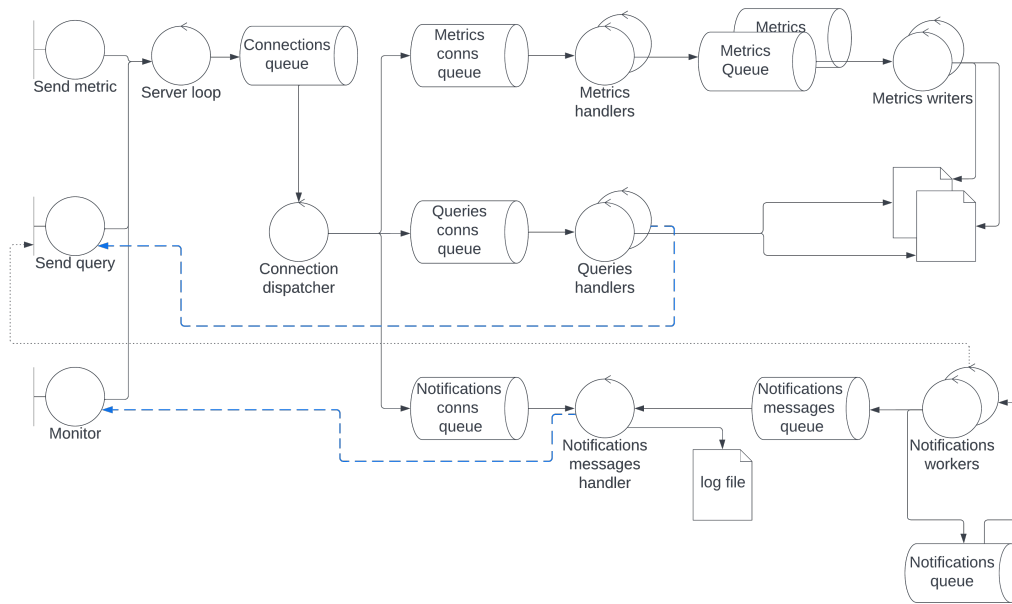 Send metric
Server loop
Connections
queue
Metrics
conns
queue
Metrics
handlers
Metrics
Metrics
Queue
Metrics writers
Send query
Connection
dispatcher
Queries
conns
queue
Queries
handlers
Monitor
Notifications
conns
queue
Notifications
messages
handler
log file
Notifications
messages
queue
Notifications
workers
Notifications
queue